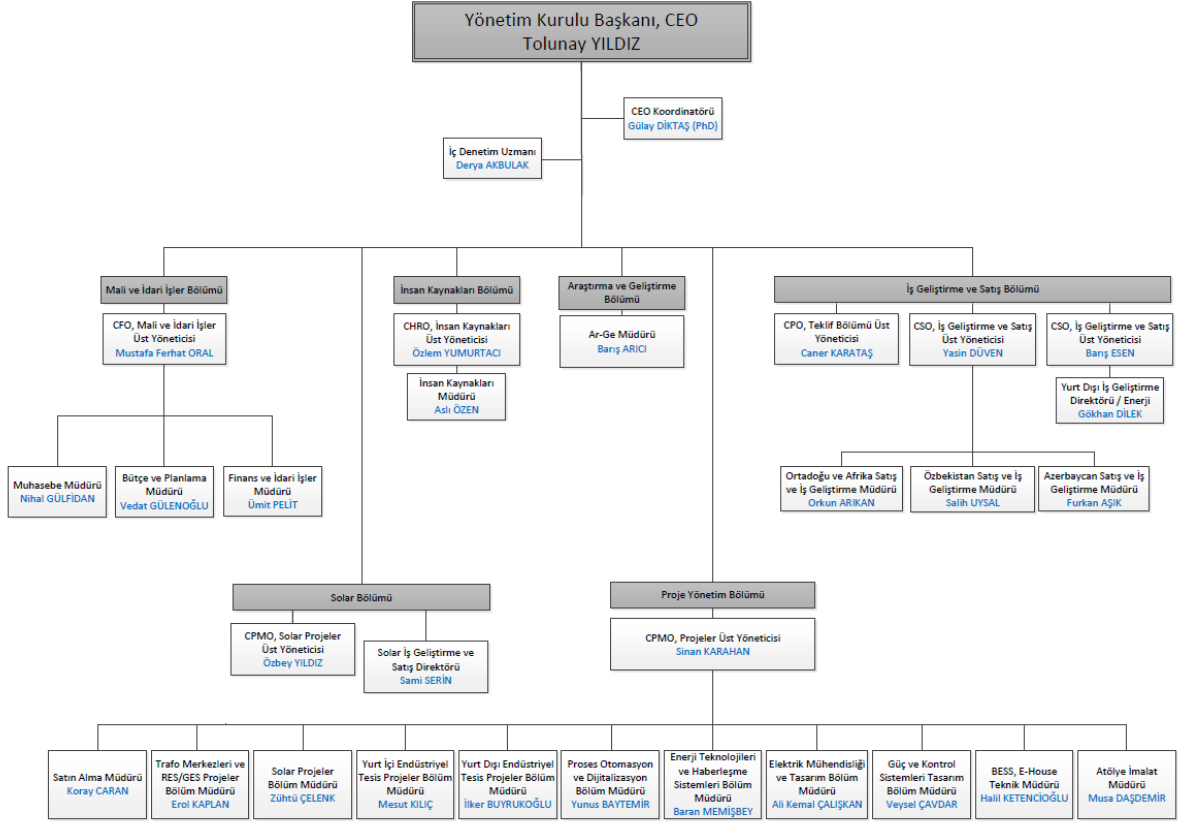 Yönetim Kurulu Başkanı, CEO
Tolunay YILDIZ
CEO Koordinatörü
Gülay DİKTAŞ (PhD)
İç Denetim Uzmanı
Derya AKBULAK
Mali ve İdari İşler Bölümü
CFO, Mali ve İdari İşler
Üst Yöneticisi
Mustafa Ferhat ORAL
Muhasebe Müdürü
Nihal GÜLFİDAN
Bütçe ve Planlama
Müdürü
Vedat GÜLENOĞLU
Finans ve İdari İşler
Müdürü
Ümit PELİT
İnsan Kaynakları Bölümü
CHRO, İnsan Kaynakları
Üst Yöneticisi
Özlem YUMURTACI
İnsan Kaynakları
Müdürü
Aslı ÖZEN
Araştırma ve Geliştirme
Bölümü
Ar-Ge Müdürü
Barış ARICI
İş Geliştirme ve Satış Bölümü
CPO, Teklif Bölümü Üst
Yöneticisi
Caner KARATAŞ
CSO, İş Geliştirme ve Satış
Üst Yöneticisi
Yasin DÜVEN
CSO, İş Geliştirme ve Satış
Üst Yöneticisi
Barış ESEN
Yurt Dışı İş Geliştirme
Direktörü / Enerji
Gökhan DİLEK
Ortadoğu ve Afrika Satış
ve İş Geliştirme Müdürü
Orkun ARIKAN
Özbekistan Satış ve İş
Geliştirme Müdürü
Salih UYSAL
Azerbaycan Satış ve İş
Geliştirme Müdürü
Furkan AŞIK
Solar Bölümü
CPMO, Solar Projeler
Üst Yöneticisi
Özbey YILDIZ
Solar İş Geliştirme ve
Satış Direktörü
Sami SERİN
Proje Yönetim Bölümü
CPMO, Projeler Üst Yöneticisi
Sinan KARAHAN
Satın Alma Müdürü
Koray CARAN
Trafo Merkezleri ve
RES/GES Projeler
Bölüm Müdürü
Erol KAPLAN
Solar Projeler
Bölüm Müdürü
Zühtü ÇELENK
Yurt İçi Endüstriyel
Tesis Projeler Bölüm
Müdürü
Mesut KILIÇ
Yurt Dışı Endüstriyel
Tesis Projeler Bölüm
Müdürü
İlker BUYRUKOĞLU
Proses Otomasyon
ve Dijitalizasyon
Bölüm Müdürü
Yunus BAYTEMİR
Enerji Teknolojileri
ve Haberleşme
Sistemleri Bölüm
Müdürü
Baran MEMİŞBEY
Elektrik Mühendisliği
ve Tasarım Bölüm
Müdürü
Ali Kemal ÇALIŞKAN
Güç ve Kontrol
Sistemleri Tasarım
Bölüm Müdürü
Veysel ÇAVDAR
BESS, E-House
Teknik Müdürü
Halil KETENCİOĞLU
Atölye İmalat
Müdürü
Musa DAŞDEMİR